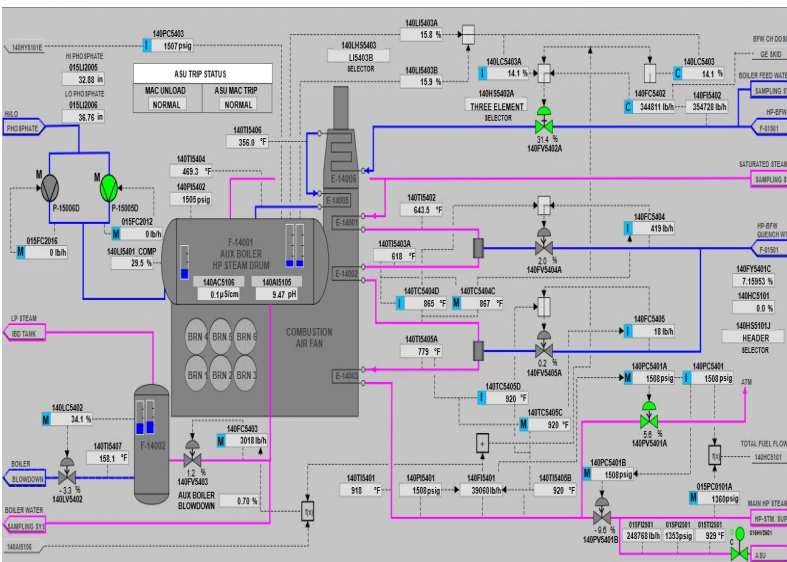 140HY5101E
140PC5403
I 1507 psig
HI PHOSPHATE
015LI2005
32.88 in
LO PHOSPHATE
015LI2006
36.76 in
HI/LO
PHOSPHATE
ASU TRIP STATUS
MAC UNLOAD
NORMAL
ASU MAC TRIP
NORMAL
140LHS5403
LI5403B
SELECTOR
140LI5403A
15.8 %
140LI5403B
15.9 %
140LC5403A
I 14.1 %
140LC5403
C 14.1 %
140HS5402A
THREE ELEMENT
SELECTOR
140FC5402
C 344811 lb/h
140FI5402
354728 lb/h
31.4 %
140FV5402A
BFW CH DOSI
GE SKID
BOILER FEED WATE
SAMPLING S
HP-BFW
F-01501
SATURATED STEAM
SAMPLING S
M
P-15006D
M
P-15005D
015FC2012
M 0 lb/h
015FC2016
M 0 lb/h
140TI5406
356.0 °F
140TI5404
469.3 °F
140PI5402
1505 psig
140LI5401_COMP
29.5 %
F-14001
AUX BOILER
HP STEAM DRUM
140AC5106
0.1 µS/cm
140AI5105
9.47 pH
E-14006
E-14005
E-14001
E-14002
E-14003
COMBUSTION
AIR FAN
BRN 4
BRN 5
BRN 6
BRN 1
BRN 2
BRN 3
140TI5402
643.5 °F
140TI5403A
618 °F
140TC5404D
I 865 °F
140TC5404C
M 867 °F
140FC5404
I 419 lb/h
2.0 %
140FV5404A
HP-BFW
QUENCH WT
F-01501
140FY5401C
7.15953 %
140HC5101
0.0 %
140HS5101J
HEADER
SELECTOR
140FC5405
I 18 lb/h
0.2 %
140FV5405A
140TI5405A
779 °F
140TC5405D
I 920 °F
140TC5405C
M 920 °F
140PC5401A
M 1508 psig
140PC5401
I 1508 psig
ATM
5.6 %
140PV5401A
TOTAL FUEL FLOW
140HC5101
f(x)
LP STEAM
IBD TANK
140LC5402
M 34.1 %
F-14002
140TI5407
158.1 °F
BOILER
BLOWDOWN
-3.3 %
140LV5402
BOILER WATER
SAMPLING SYS
140AI5106
140FC5403
M 3018 lb/h
1.2 %
140FV5403
AUX BOILER
BLOWDOWN
0.70 %
f(x)
+
140TI5401
918 °F
140PI5401
1508 psig
140FI5401
39060 lb/h
140TI5405B
920 °F
140PC5401B
M 1508 psig
-9.6 %
140PV5401B
015PC0101A
M 1360 psig
015FI2501
248768 lb/h
015PI2501
1353 psig
015TI2501
929 °F
MAIN HP STEAM
HP-STM. SUP
015HV2501
C
ASU